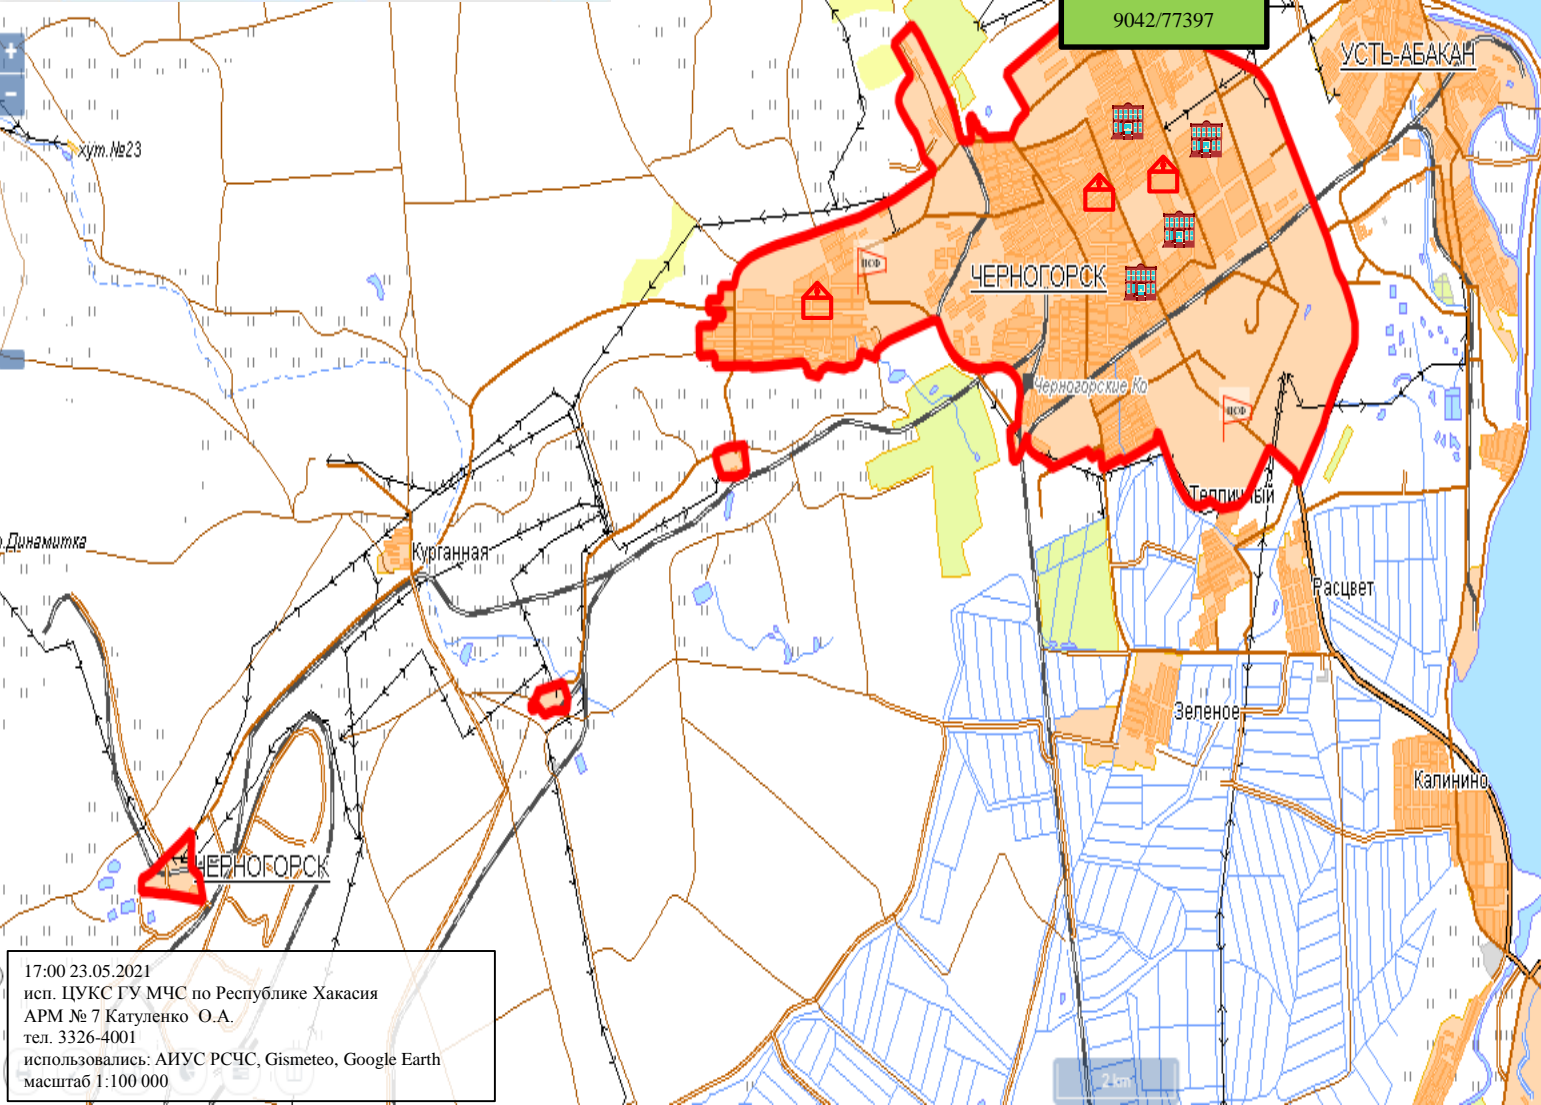 9042/77397
УСТЬ-АБАКАН
+
-
хут.№23
ПСФ
ЧЕРНОГОРСК
Черногорские Ко
ПСФ
Тепличный
Динамитка
Курганная
Расцвет
Зеленое
Калинино
ЧЕРНОГОРСК
17:00 23.05.2021
исп. ЦУКС ГУ МЧС по Республике Хакасия
АРМ № 7 Катуленко О.А.
тел. 3326-4001
использовались: АИУС РСЧС, Gismeteo, Google Earth
масштаб 1:100 000
2 km